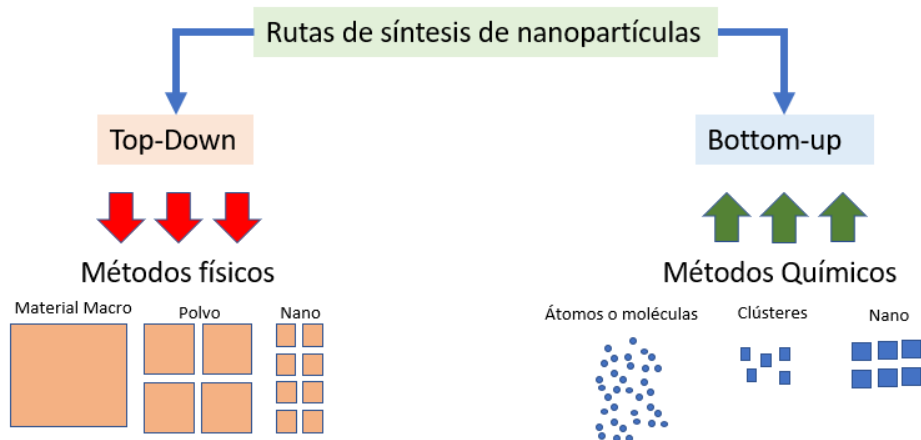 Rutas de síntesis de nanopartículas
Top-Down
Bottom-up
Métodos físicos
Métodos Químicos
Material Macro
Polvo
Nano
Átomos o moléculas
Clústeres
Nano